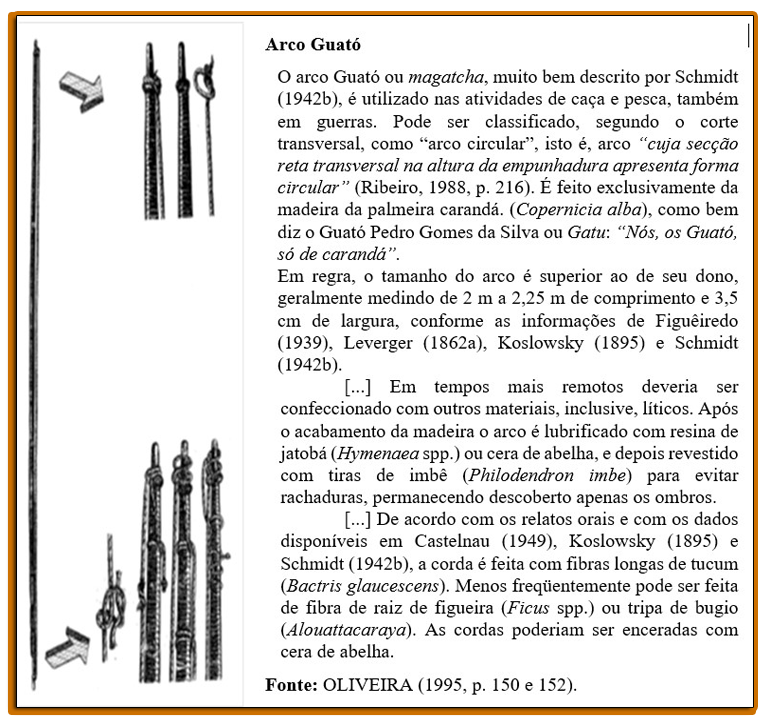 Arco Guató
O arco Guató ou magatcha, muito bem descrito por Schmidt
(1942b), é utilizado nas atividades de caça e pesca, também
em guerras. Pode ser classificado, segundo o corte
transversal, como “arco circular”, isto é, arco “cuja secção
reta transversal na altura da empunhadura apresenta forma
circular” (Ribeiro, 1988, p. 216). É feito exclusivamente da
madeira da palmeira carandá. (Copernicia alba), como bem
diz o Guató Pedro Gomes da Silva ou Gatu: “Nós, os Guató,
só de carandá”.
Em regra, o tamanho do arco é superior ao de seu dono,
geralmente medindo de 2 m a 2,25 m de comprimento e 3,5
cm de largura, conforme as informações de Figuêiredo
(1939), Leverger (1862a), Koslowsky (1895) e Schmidt
(1942b).
[...] Em tempos mais remotos deveria ser
confeccionado com outros materiais, inclusive, líticos. Após
o acabamento da madeira o arco é lubrificado com resina de
jatobá (Hymenaea spp.) ou cera de abelha, e depois revestido
com tiras de imbê (Philodendron imbe) para evitar
rachaduras, permanecendo descoberto apenas os ombros.
[...] De acordo com os relatos orais e com os dados
disponíveis em Castelnau (1949), Koslowsky (1895) e
Schmidt (1942b), a corda é feita com fibras longas de tucum
(Bactris glaucescens). Menos freqüentemente pode ser feita
de fibra de raiz de figueira (Ficus spp.) ou tripa de bugio
(Alouattacaraya). As cordas poderiam ser enceradas com
cera de abelha.
Fonte: OLIVEIRA (1995, p. 150 e 152).